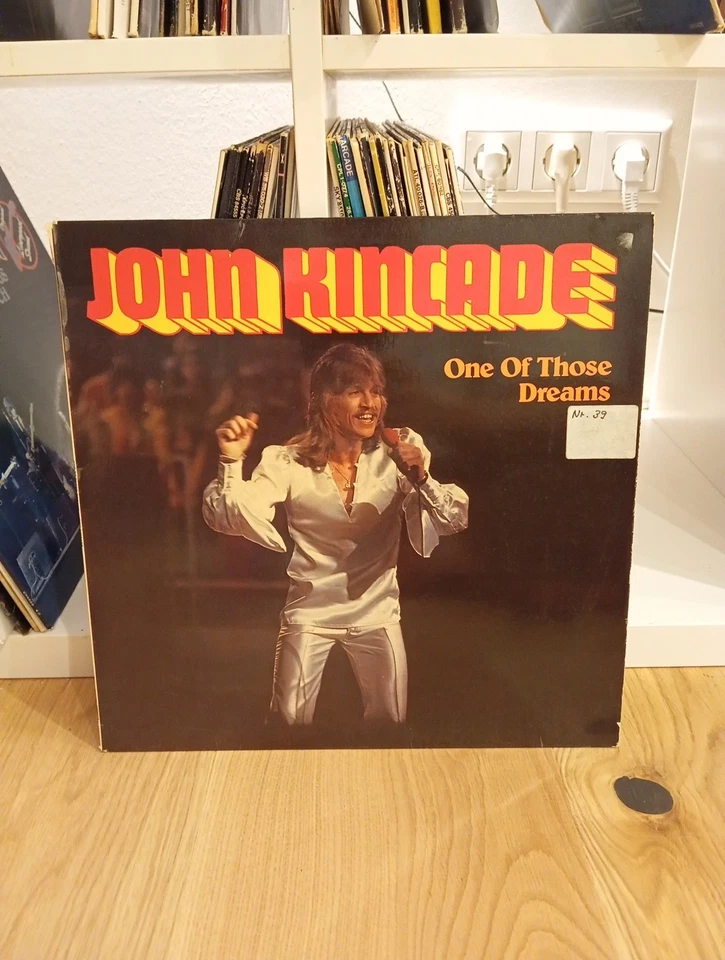 ARCADE
JOHN KINCADE
One Of Those
Dreams
Nr. 39